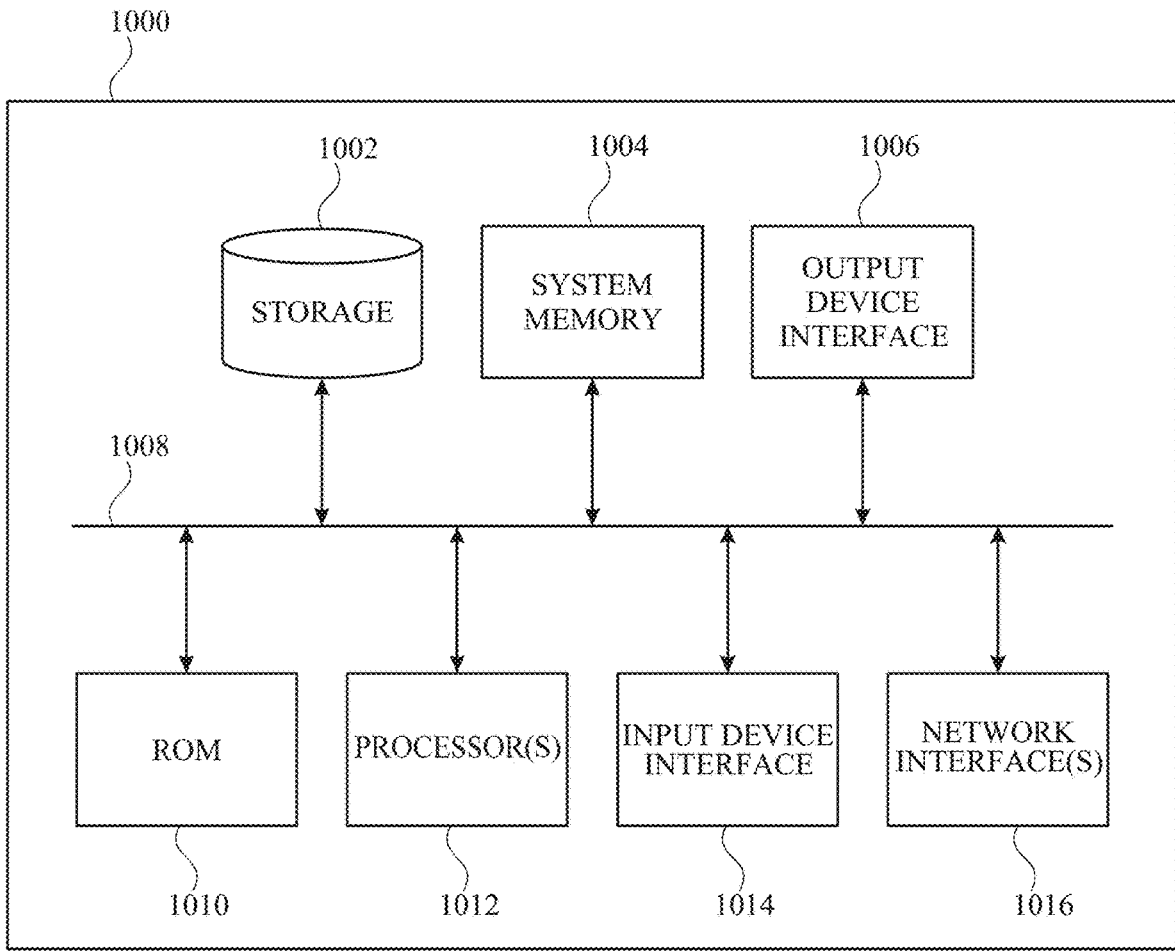 1000
1002
1004
1006
STORAGE
SYSTEM
MEMORY
OUTPUT
DEVICE
INTERFACE
1008
ROM
PROCESSOR(S)
INPUT DEVICE
INTERFACE
NETWORK
INTERFACE(S)
1010
1012
1014
1016